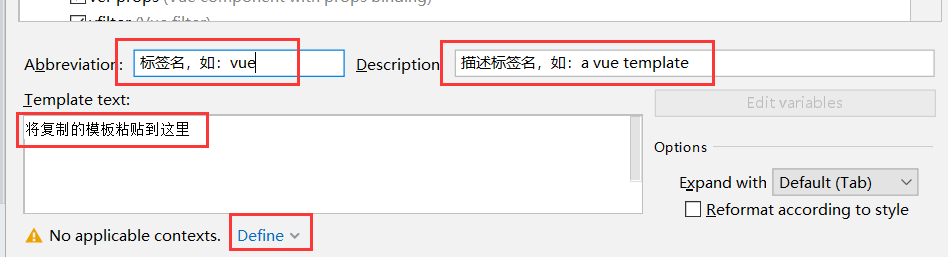 (Vue component with props binding)
vfilter (Vue filter)
Abbreviation: 标签名，如：vue
Description 描述标签名，如：a vue template
Template text:
Edit variables
将复制的模板粘贴到这里
Options
Expand with Default (Tab)
Reformat according to style
No applicable contexts. Define